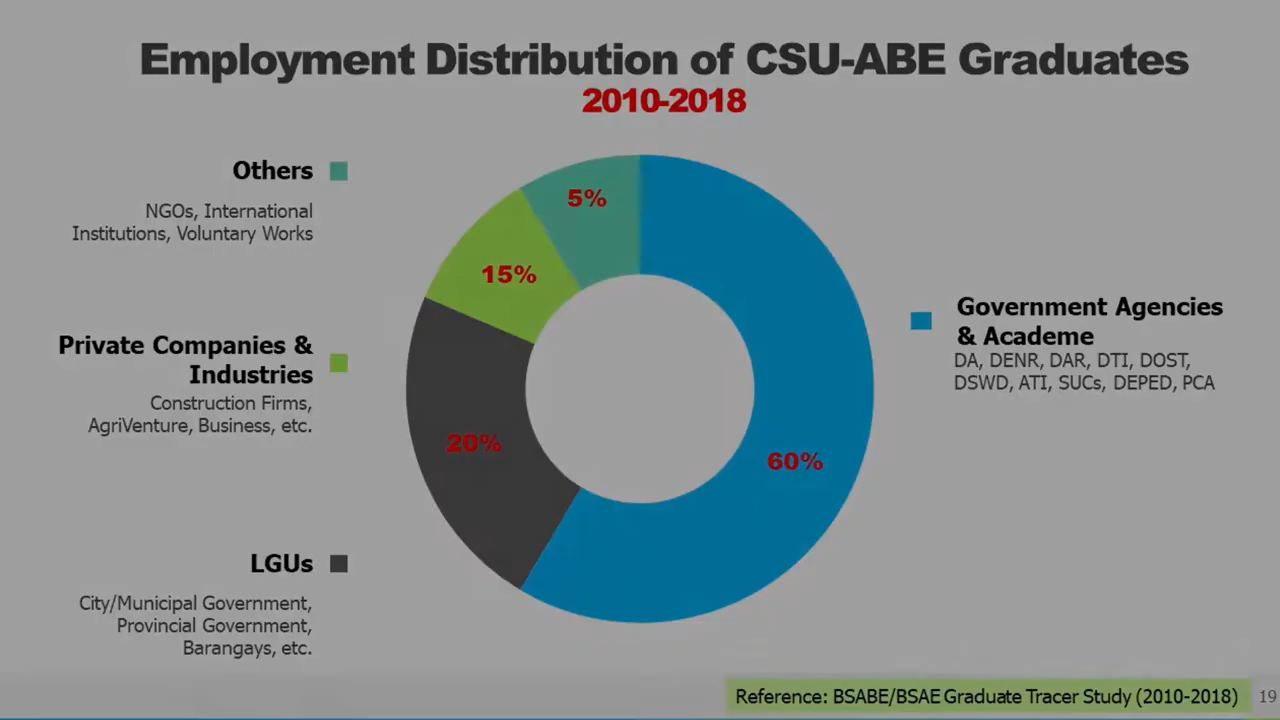 Employment Distribution of CSU-ABE Graduates
2010-2018
Others
NGOs, International
Institutions, Voluntary Works
Private Companies &
Industries
Construction Firms,
AgriVenture, Business, etc.
LGUs
City/Municipal Government,
Provincial Government,
Barangays, etc.
5%
15%
20%
60%
Government Agencies
& Academe
DA, DENR, DAR, DTI, DOST,
DSWD, ATI, SUCs, DEPED, PCA
Reference: BSABE/BSAE Graduate Tracer Study (2010-2018)
19